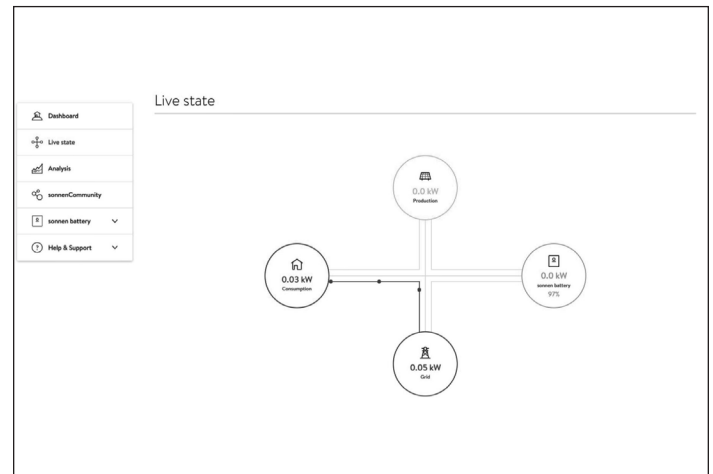 Live state
Dashboard
Live state
Analysis
sonnenCommunity
sonnen battery
Help & Support
0.0 kW
Production
0.03 kW
Consumption
0.0 kW
sonnen battery
97%
0.05 kW
Grid